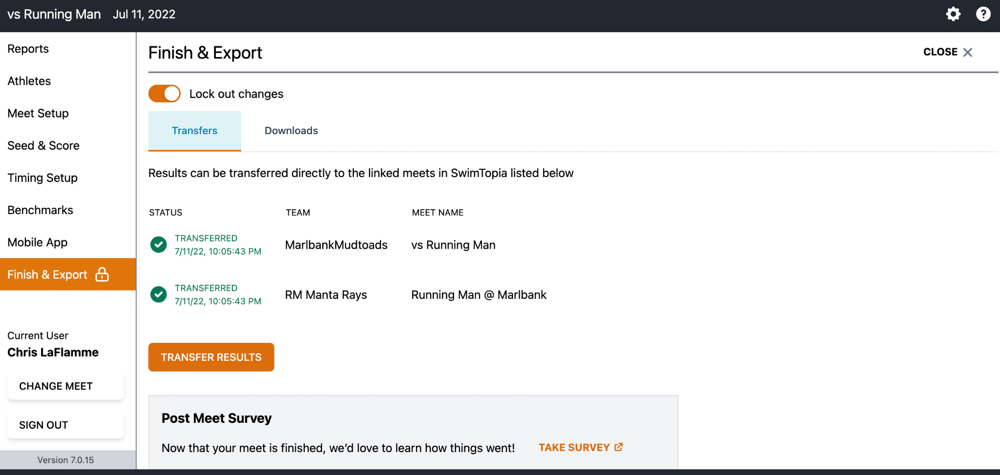 vs Running Man Jul 11, 2022
Reports
Athletes
Meet Setup
Seed & Score
Timing Setup
Benchmarks
Mobile App
Finish & Export
Current User
Chris LaFlamme
CHANGE MEET
SIGN OUT
Version 7.0.15
Finish & Export
CLOSE
Lock out changes
Transfers Downloads
Results can be transferred directly to the linked meets in SwimTopia listed below
STATUS TEAM MEET NAME
TRANSFERRED
7/11/22, 10:05:43 PM
MarlbankMudtoads vs Running Man
TRANSFERRED
7/11/22, 10:05:43 PM
RM Manta Rays Running Man @ Marlbank
TRANSFER RESULTS
Post Meet Survey
Now that your meet is finished, we’d love to learn how things went! TAKE SURVEY